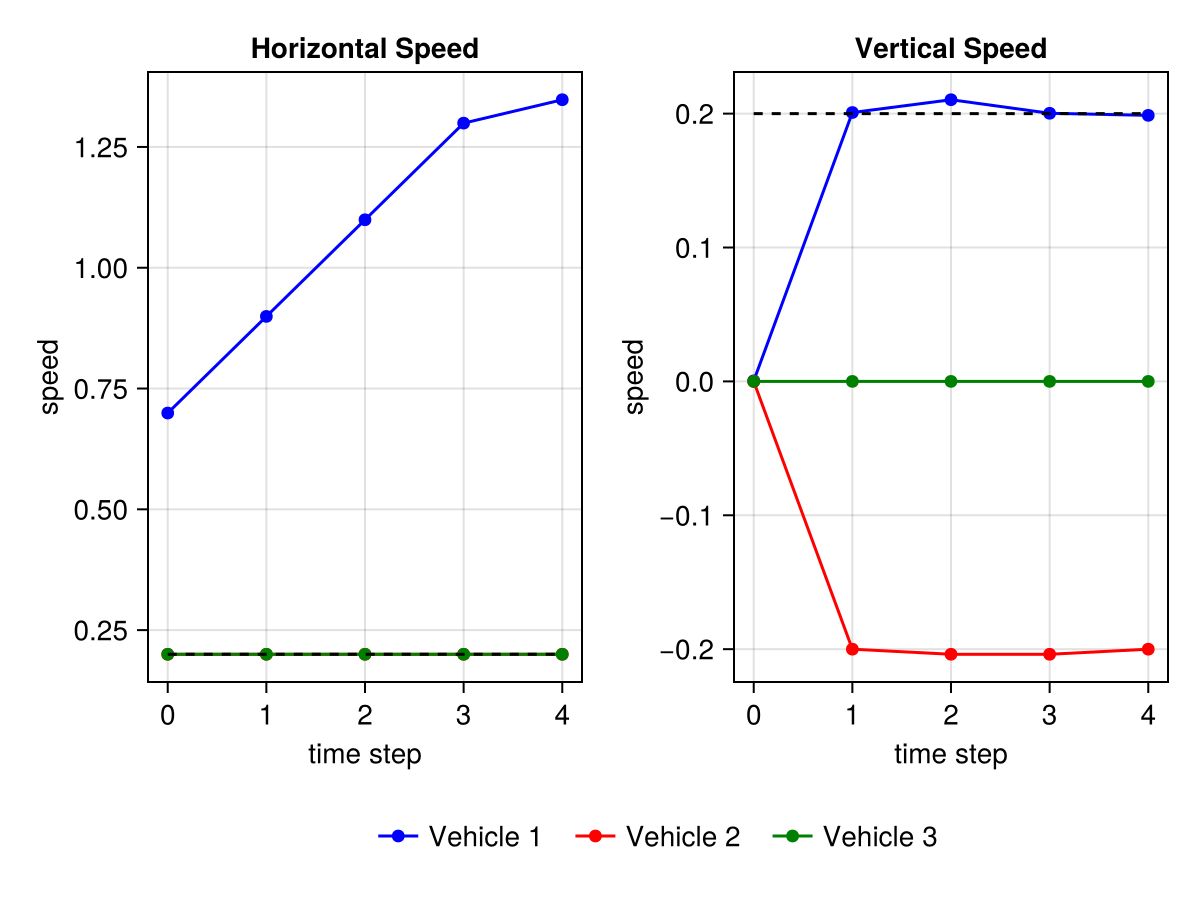 Horizontal Speed
speed
1.25
1.00
0.75
0.50
0.25
0 1 2 3 4
time step
Vertical Speed
speed
0.2
0.1
0.0
−0.1
−0.2
0 1 2 3 4
time step
Vehicle 1 Vehicle 2 Vehicle 3